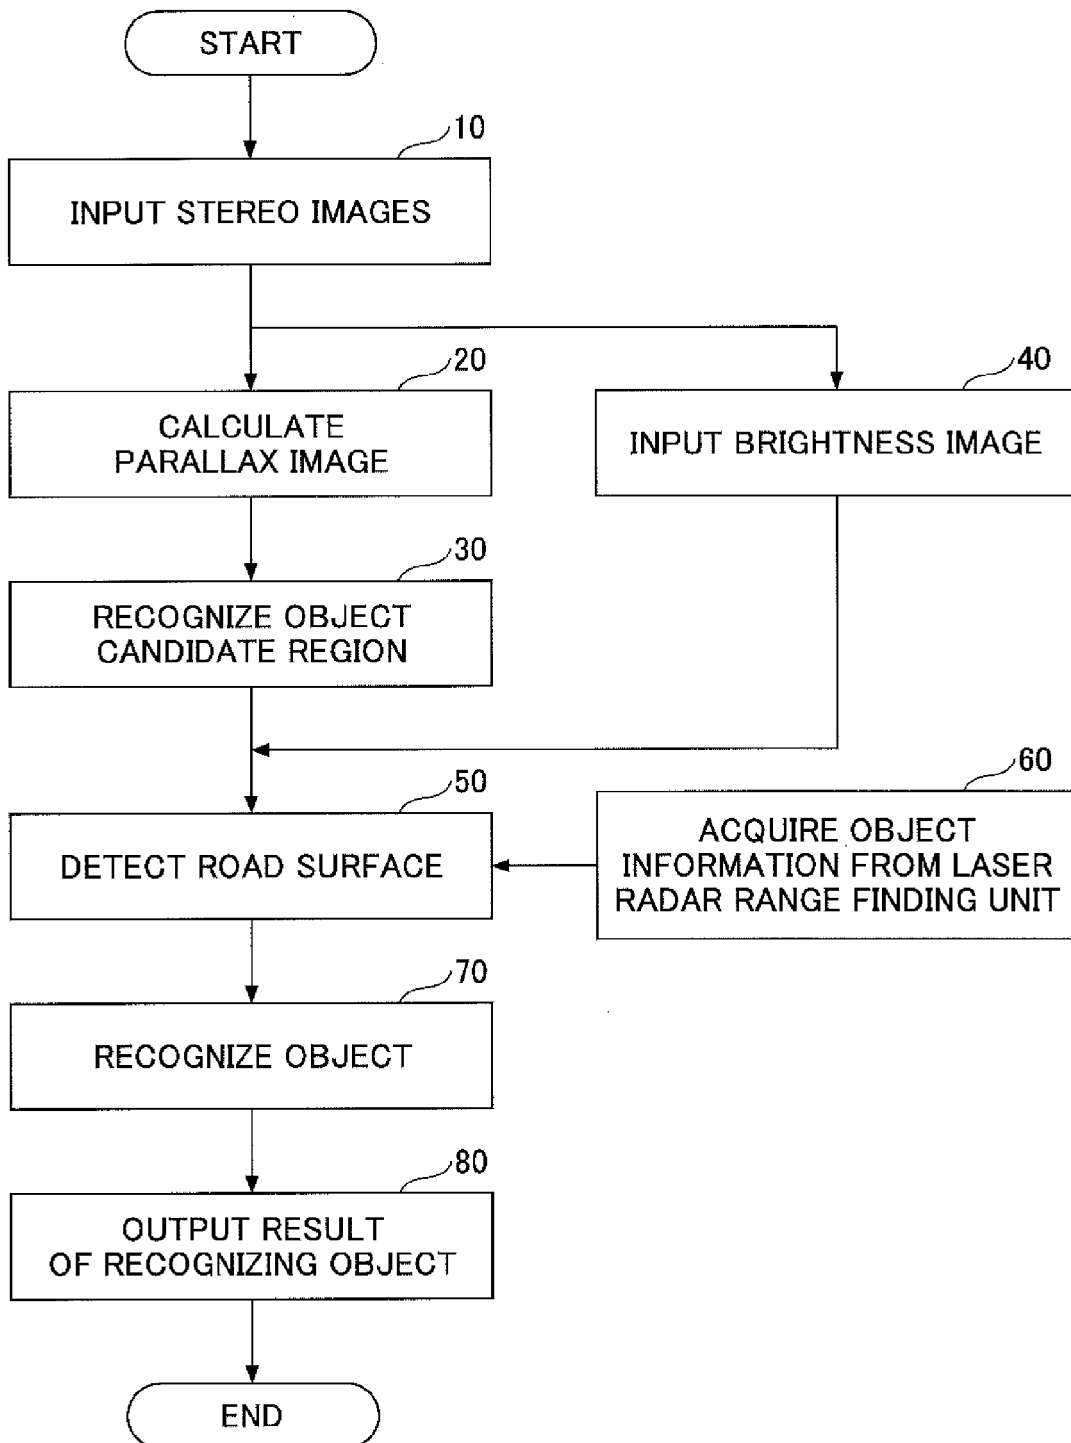 START
10
INPUT STEREO IMAGES
20
CALCULATE
PARALLAX IMAGE
40
INPUT BRIGHTNESS IMAGE
30
RECOGNIZE OBJECT
CANDIDATE REGION
50
DETECT ROAD SURFACE
60
ACQUIRE OBJECT
INFORMATION FROM LASER
RADAR RANGE FINDING UNIT
70
RECOGNIZE OBJECT
80
OUTPUT RESULT
OF RECOGNIZING OBJECT
END